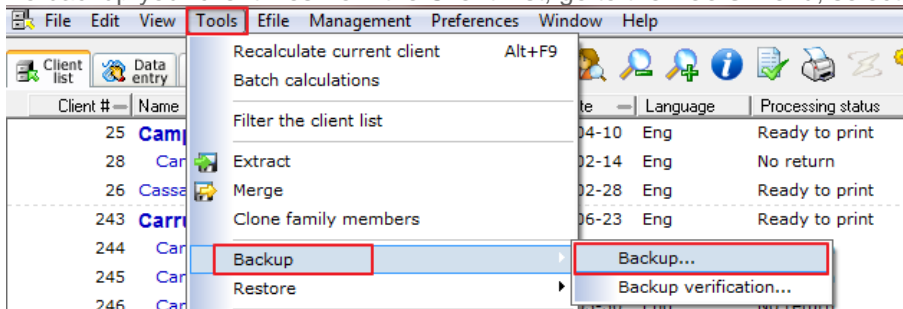 File Edit View Tools Efile Management Preferences Window Help
Client list
Data entry
Recalculate current client Alt+F9
Batch calculations
Filter the client list
Extract
Merge
Clone family members
Backup
Restore
Backup...
Backup verification...
Client # Name Language Processing status
25 04-10 Eng Ready to print
28 02-14 Eng No return
26 02-28 Eng Ready to print
243 06-23 Eng Ready to print
244
245
246